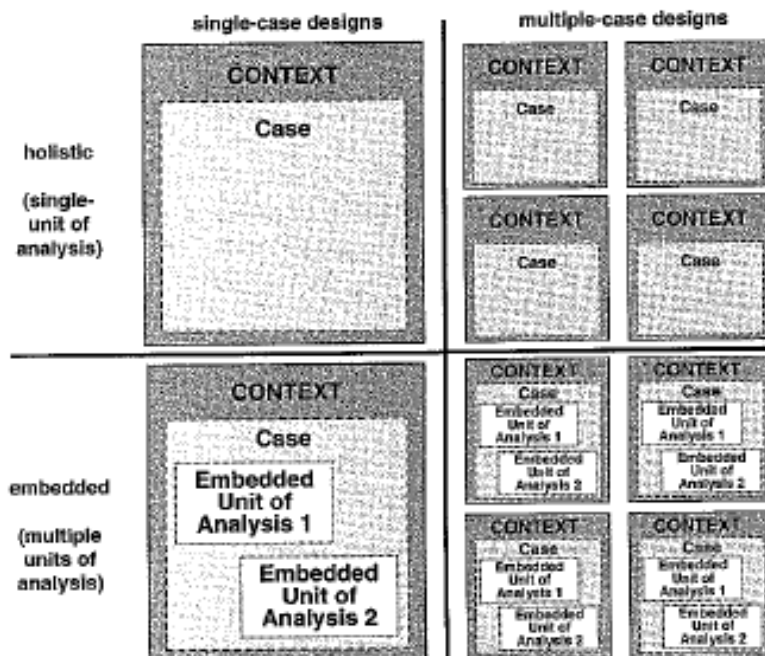 single-case designs
multiple-case designs
holistic
(single-
unit of
analysis)
CONTEXT
Case
CONTEXT
Case
CONTEXT
Case
CONTEXT
Case
CONTEXT
Case
embedded
(multiple
units of
analysis)
CONTEXT
Case
Embedded
Unit of
Analysis 1
Embedded
Unit of
Analysis 2
CONTEXT
Case
Embedded
Unit of
Analysis 1
Embedded
Unit of
Analysis 2
CONTEXT
Case
Embedded
Unit of
Analysis 1
Embedded
Unit of
Analysis 2
CONTEXT
Case
Embedded
Unit of
Analysis 1
Embedded
Unit of
Analysis 2
CONTEXT
Case
Embedded
Unit of
Analysis 1
Embedded
Unit of
Analysis 2